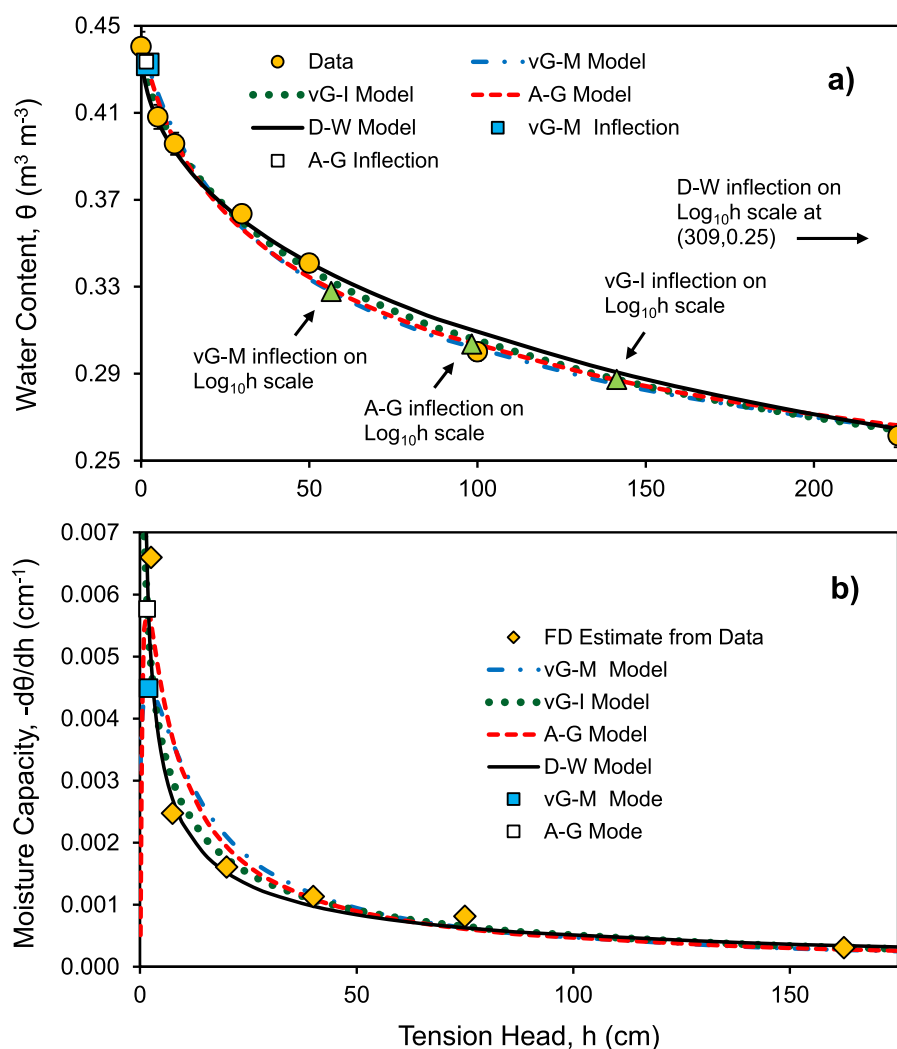 a)
0.45
0.41
0.37
0.33
0.29
0.25
Water Content, θ (m³ m⁻³)
Data
vG-M Model
vG-I Model
A-G Model
D-W Model
vG-M Inflection
A-G Inflection
D-W inflection on
Log₁₀h scale at
(309,0.25)
vG-I inflection on
Log₁₀h scale
vG-M inflection on
Log₁₀h scale
A-G inflection on
Log₁₀h scale
0
50
100
150
200
b)
0.007
0.006
0.005
0.004
0.003
0.002
0.001
0.000
Moisture Capacity, -dθ/dh (cm⁻¹)
FD Estimate from Data
vG-M Model
vG-I Model
A-G Model
D-W Model
vG-M Mode
A-G Mode
0
50
100
150
Tension Head, h (cm)